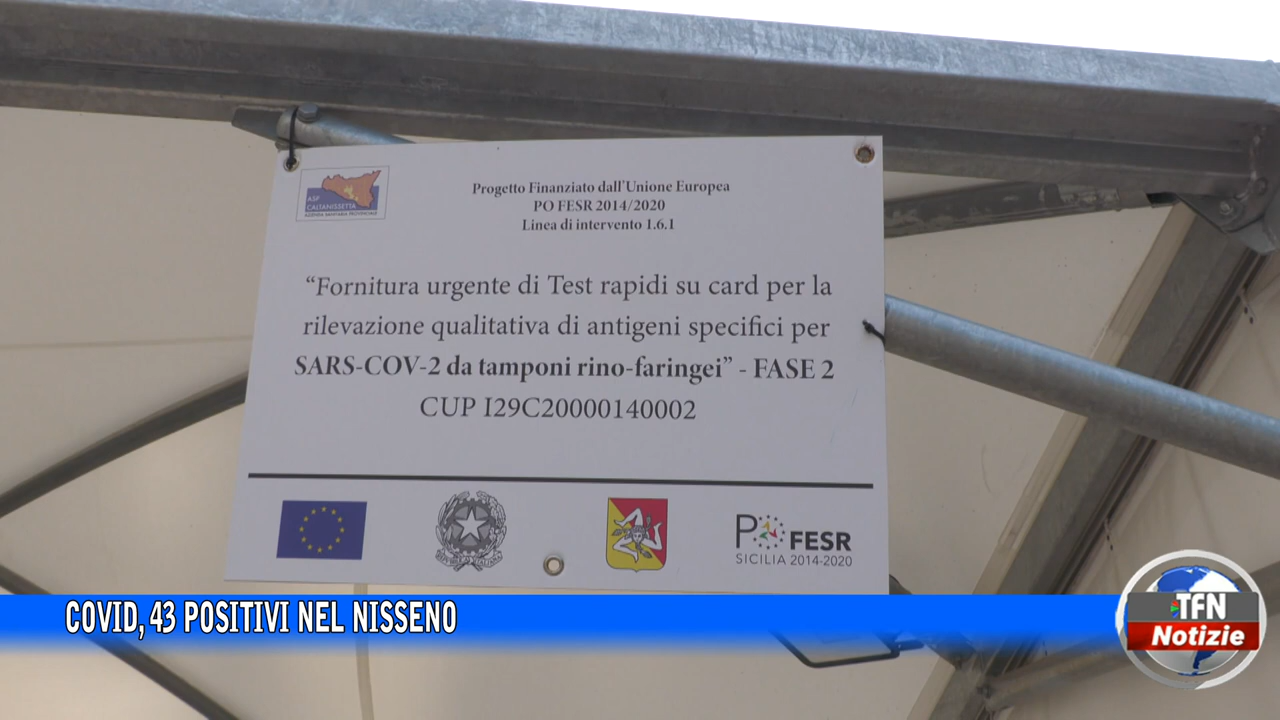 ASP
CALTANISSETTA
AZIENDA SANITARIA PROVINCIALE
Progetto Finanziato dall'Unione Europea
PO FESR 2014/2020
Linea di intervento 1.6.1
“Fornitura urgente di Test rapidi su card per la
rilevazione qualitativa di antigeni specifici per
SARS-COV-2 da tamponi rino-faringei” - FASE 2
CUP I29C20000140002
REPVBBLICA ITALIANA
PO FESR
SICILIA 2014-2020
COVID, 43 POSITIVI NEL NISSENO
TFN
Notizie